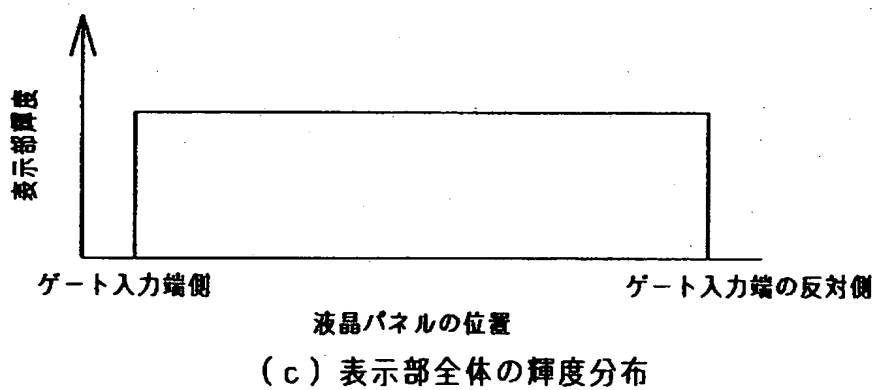 表示部輝度
ゲート入力端側
ゲート入力端の反対側
液晶パネルの位置
(c)表示部全体の輝度分布